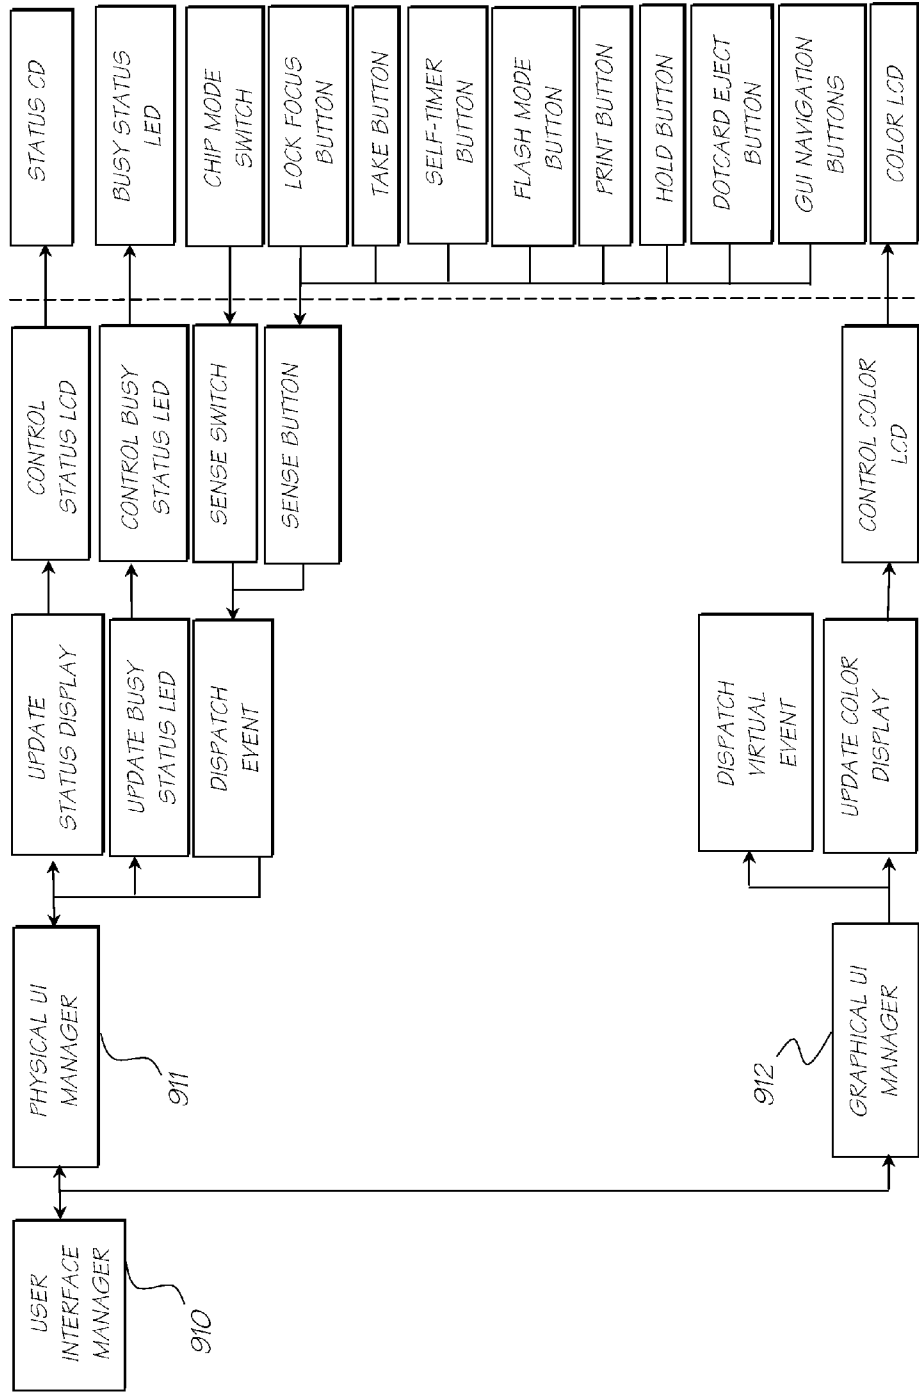 USER
INTERFACE
MANAGER
910
PHYSICAL UI
MANAGER
911
GRAPHICAL UI
MANAGER
912
UPDATE
STATUS DISPLAY
UPDATE BUSY
STATUS LED
DISPATCH
EVENT
DISPATCH
VIRTUAL
EVENT
UPDATE COLOR
DISPLAY
CONTROL
STATUS LCD
CONTROL BUSY
STATUS LED
SENSE SWITCH
SENSE BUTTON
CONTROL COLOR
LCD
STATUS CD
BUSY STATUS
LED
CHIP MODE
SWITCH
LOCK FOCUS
BUTTON
TAKE BUTTON
SELF-TIMER
BUTTON
FLASH MODE
BUTTON
PRINT BUTTON
HOLD BUTTON
DOTCARD EJECT
BUTTON
GUI NAVIGATION
BUTTONS
COLOR LCD